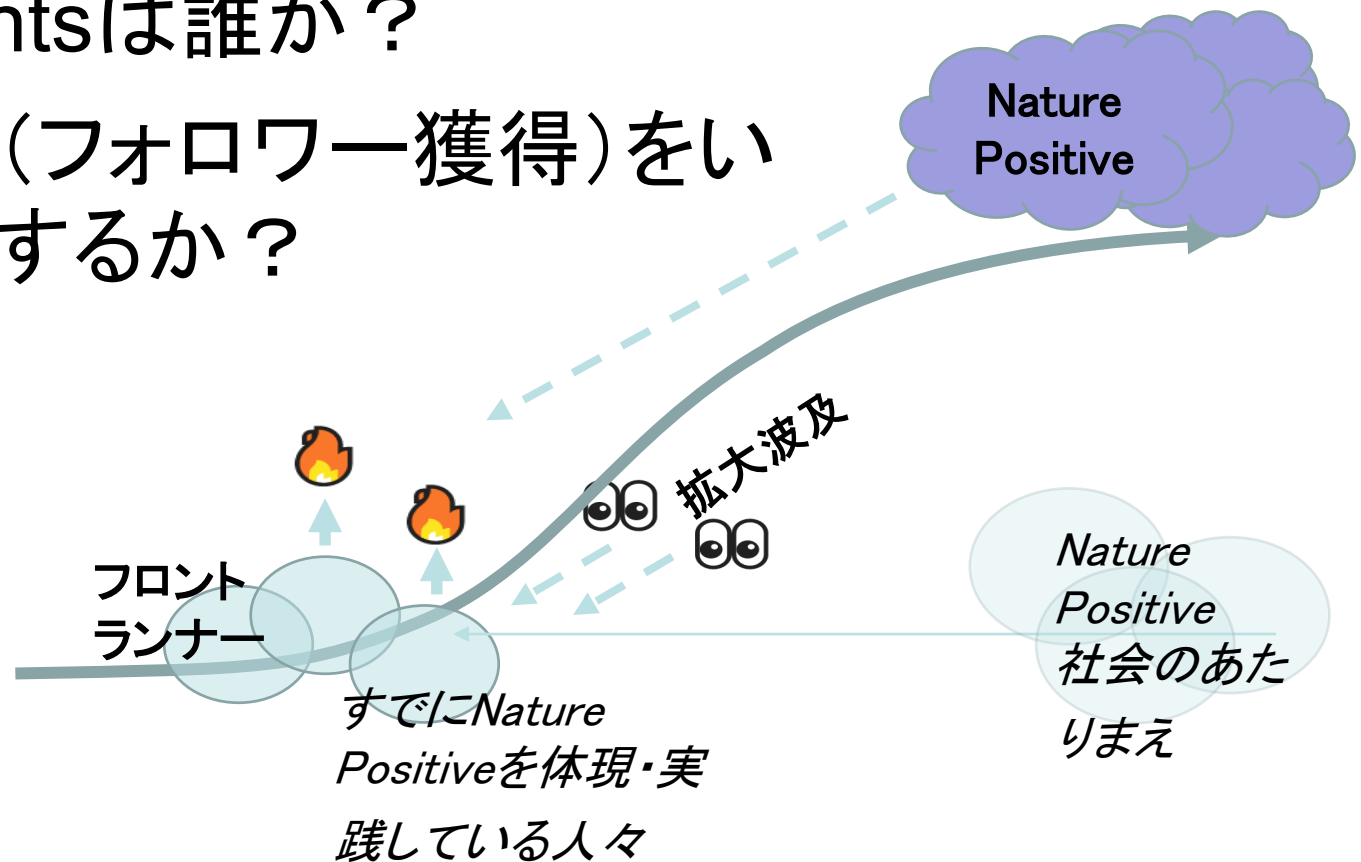 ntsは誰か？
(フォロワー獲得)をい
するか？
Nature
Positive
拡大波及
フロント
ランナー
Nature
Positive
社会のあた
りまえ
すでにNature
Positiveを体現・実
践している人々